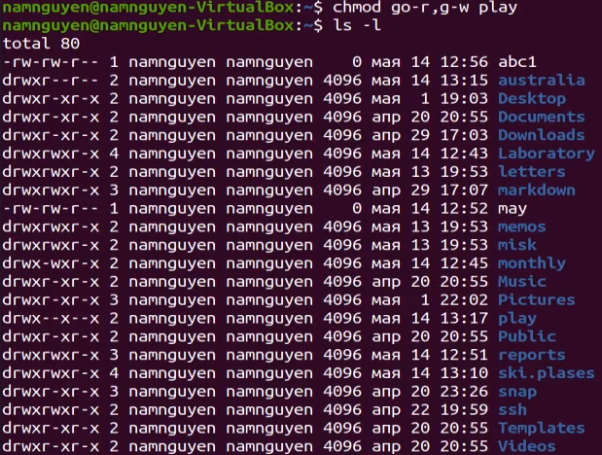 namnguyen@namnguyen-VirtualBox:~$ chmod go-r,g-w play
namnguyen@namnguyen-VirtualBox:~$ ls -l
total 80
-rw-rw-r-- 1 namnguyen namnguyen    0 мая 14 12:56 abc1
drwxr--r-- 2 namnguyen namnguyen 4096 мая 14 13:15 australia
drwxr-xr-x 2 namnguyen namnguyen 4096 мая  1 19:03 Desktop
drwxr-xr-x 2 namnguyen namnguyen 4096 апр 20 20:55 Documents
drwxr-xr-x 2 namnguyen namnguyen 4096 апр 29 17:03 Downloads
drwxrwxr-x 4 namnguyen namnguyen 4096 мая 14 12:43 Laboratory
drwxrwxr-x 2 namnguyen namnguyen 4096 мая 13 19:53 letters
drwxrwxr-x 3 namnguyen namnguyen 4096 апр 29 17:07 markdown
-rw-rw-r-- 1 namnguyen namnguyen    0 мая 14 12:52 may
drwxrwxr-x 2 namnguyen namnguyen 4096 мая 13 19:53 memos
drwxrwxr-x 2 namnguyen namnguyen 4096 мая 13 19:53 misk
drwx-wxr-x 2 namnguyen namnguyen 4096 мая 14 12:45 monthly
drwxr-xr-x 2 namnguyen namnguyen 4096 апр 20 20:55 Music
drwxr-xr-x 3 namnguyen namnguyen 4096 мая  1 22:02 Pictures
drwx--x--x 2 namnguyen namnguyen 4096 мая 14 13:17 play
drwxr-xr-x 2 namnguyen namnguyen 4096 апр 20 20:55 Public
drwxrwxr-x 3 namnguyen namnguyen 4096 мая 14 12:51 reports
drwxrwxr-x 4 namnguyen namnguyen 4096 мая 14 13:10 ski.plases
drwxr-xr-x 3 namnguyen namnguyen 4096 апр 20 23:26 snap
drwxrwxr-x 2 namnguyen namnguyen 4096 апр 22 19:59 ssh
drwxr-xr-x 2 namnguyen namnguyen 4096 апр 20 20:55 Templates
drwxr-xr-x 2 namnguyen namnguyen 4096 апр 20 20:55 Videos